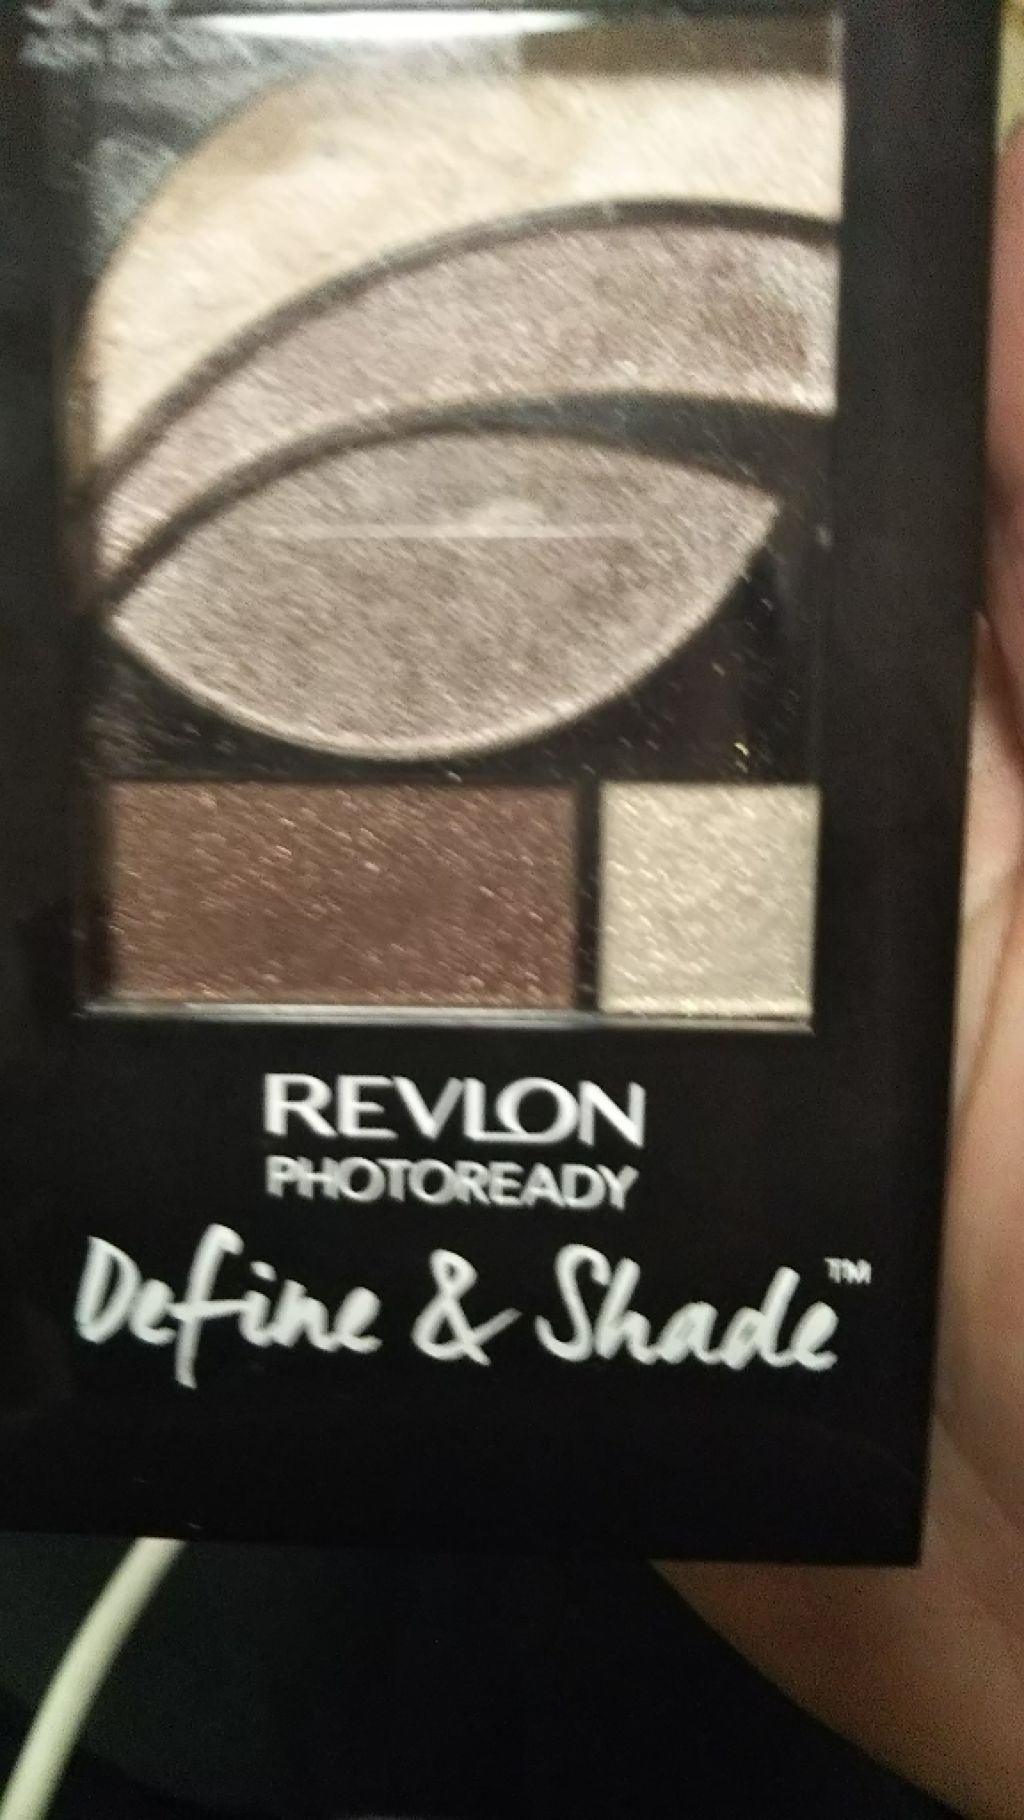 REVLON
PHOTOREADY
Define & Shade™